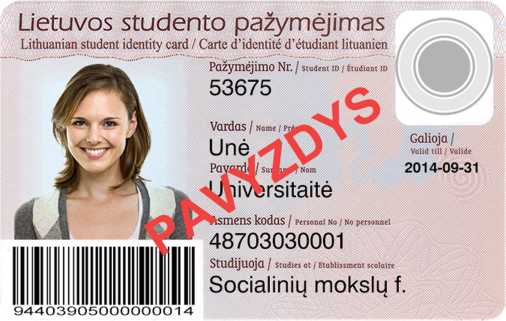 Lietuvos studento pažymėjimas
Lithuanian student identity card / Carte d'identité d'étudiant lituanien
Pažymėjimo Nr. / Student ID / Étudiant ID
53675
Vardas / Name / Pré
Unė
Pavardė / Surname / Nom
Universitaitė
Asmens kodas / Personal No / No personnel
48703030001
Studijuoja / Studies at / Etablissment scolaire
Socialinių mokslų f.
Galioja /
Valid till / Valide
2014-09-31
PAVYZDYS
94403905000000014